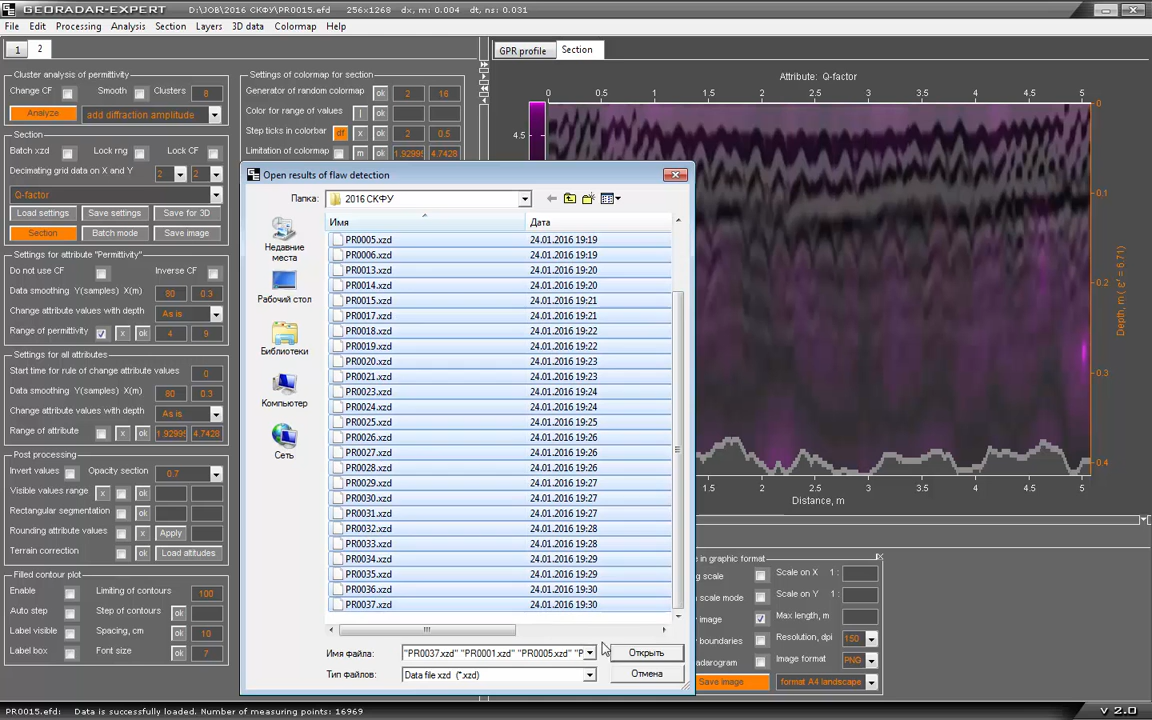 GEORADAR-EXPERT D:\JOB\2016 СКФУ\PR0015.efd 256x1268 dx, m: 0.004 dt, ns: 0.031
File Edit Processing Analysis Section Layers 3D data Colormap Help
1 2
Cluster analysis of permittivity
Change CF Smooth Clusters 8
Analyze add diffraction amplitude
Section
Batch xzd Lock rng Lock CF
Decimating grid data on X and Y 2 2
Q-factor
Load settings Save settings Save for 3D
Section Batch mode Save image
Settings for attribute "Permittivity"
Do not use CF Inverse CF
Data smoothing Y(samples) X(m) 80 0.3
Change attribute values with depth As is
Range of permittivity x ok 4 9
Settings for all attributes
Start time for rule of change attribute values 0
Data smoothing Y(samples) X(m) 80 0.3
Change attribute values with depth As is
Range of attribute x ok 1.9299 4.7428
Post processing
Invert values Opacity section 0.7
Visible values range x ok
Rectangular segmentation ok
Rounding attribute values x Apply
Terrain correction ok Load altitudes
Filled contour plot
Enable Limiting of contours 100
Auto step Step of contours ok
Label visible Spacing, cm ok 10
Label box Font size ok 7
Settings of colormap for section
Generator of random colormap ok 2 16
Color for range of values | ok
Step ticks in colorbar df x 2 0.5
Limitation of colormap m 1.9299 4.7428
Open results of flaw detection
Папка: 2016 СКФУ
Недавние места
Рабочий стол
Библиотеки
Компьютер
Сеть
Имя Дата
PR0005.xzd 24.01.2016 19:19
PR0006.xzd 24.01.2016 19:19
PR0013.xzd 24.01.2016 19:20
PR0014.xzd 24.01.2016 19:20
PR0015.xzd 24.01.2016 19:21
PR0017.xzd 24.01.2016 19:21
PR0018.xzd 24.01.2016 19:22
PR0019.xzd 24.01.2016 19:22
PR0020.xzd 24.01.2016 19:23
PR0021.xzd 24.01.2016 19:23
PR0023.xzd 24.01.2016 19:24
PR0024.xzd 24.01.2016 19:24
PR0025.xzd 24.01.2016 19:25
PR0026.xzd 24.01.2016 19:26
PR0027.xzd 24.01.2016 19:26
PR0028.xzd 24.01.2016 19:26
PR0029.xzd 24.01.2016 19:27
PR0030.xzd 24.01.2016 19:27
PR0031.xzd 24.01.2016 19:27
PR0032.xzd 24.01.2016 19:28
PR0033.xzd 24.01.2016 19:28
PR0034.xzd 24.01.2016 19:29
PR0035.xzd 24.01.2016 19:29
PR0036.xzd 24.01.2016 19:30
PR0037.xzd 24.01.2016 19:30
Имя файла: "PR0037.xzd" "PR0001.xzd" "PR0005.xzd" "P Открыть
Тип файлов: Data file xzd (*.xzd) Отмена
GPR profile Section
Attribute: Q-factor
0 0.5 1 1.5 2 2.5 3 3.5 4 4.5 5
4.5
0
0.1
0.2
0.3
0.4
Depth, m ( εʳ = 6.71)
1.5 2 2.5 3 3.5 4 4.5 5
Distance, m
e in graphic format
ng scale Scale on X 1 :
scale mode Scale on Y 1 :
image Max length, m
boundaries Resolution, dpi 150
adarogram Image format PNG
Save image format A4 landscape
PR0015.efd: Data is successfully loaded. Number of measuring points: 16969
v 2.0